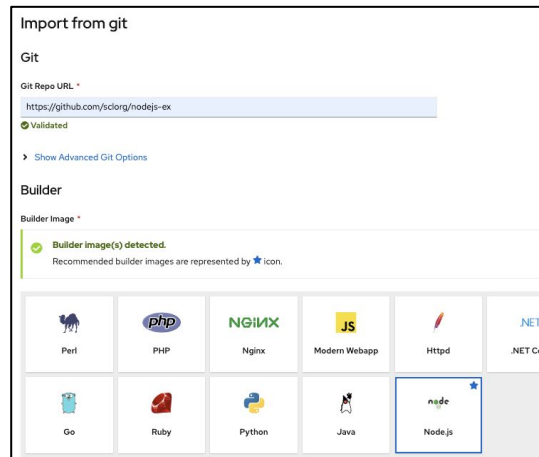 Import from git
Git
Git Repo URL *
https://github.com/sclorg/nodejs-ex
Validated
Show Advanced Git Options
Builder
Builder Image *
Builder image(s) detected.
Recommended builder images are represented by icon.
php NGINX JS .NET
Perl PHP Nginx Modern Webapp Httpd .NET C
node
Go Ruby Python Java Node.js